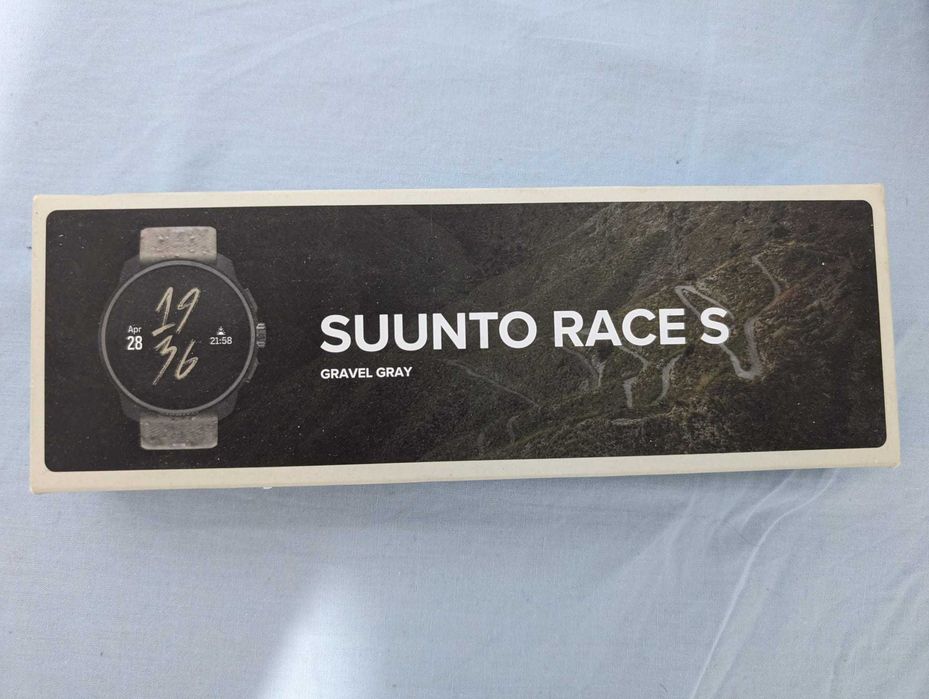 19
Apr
28
21:58
36
SUUNTO RACE S
GRAVEL GRAY